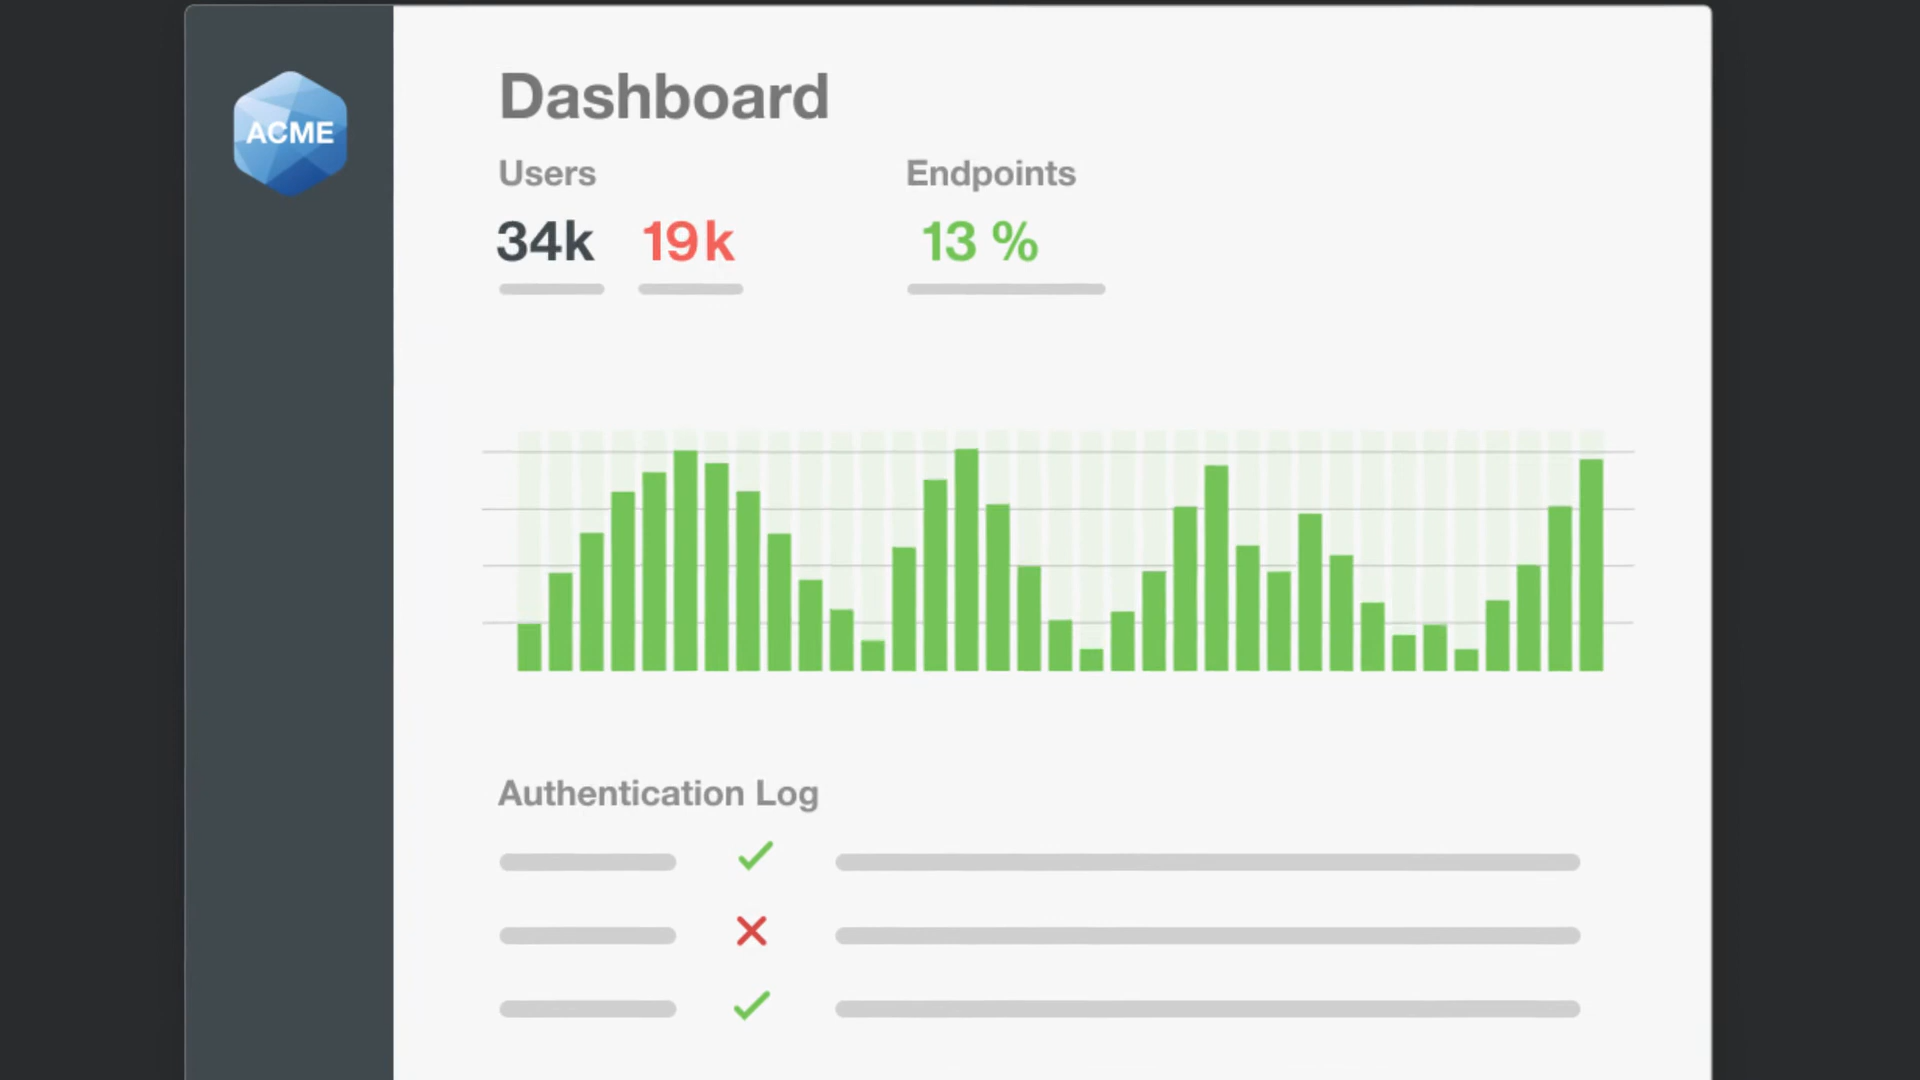 ACME
Dashboard
Users
Endpoints
34k
19k
13 %
Authentication Log